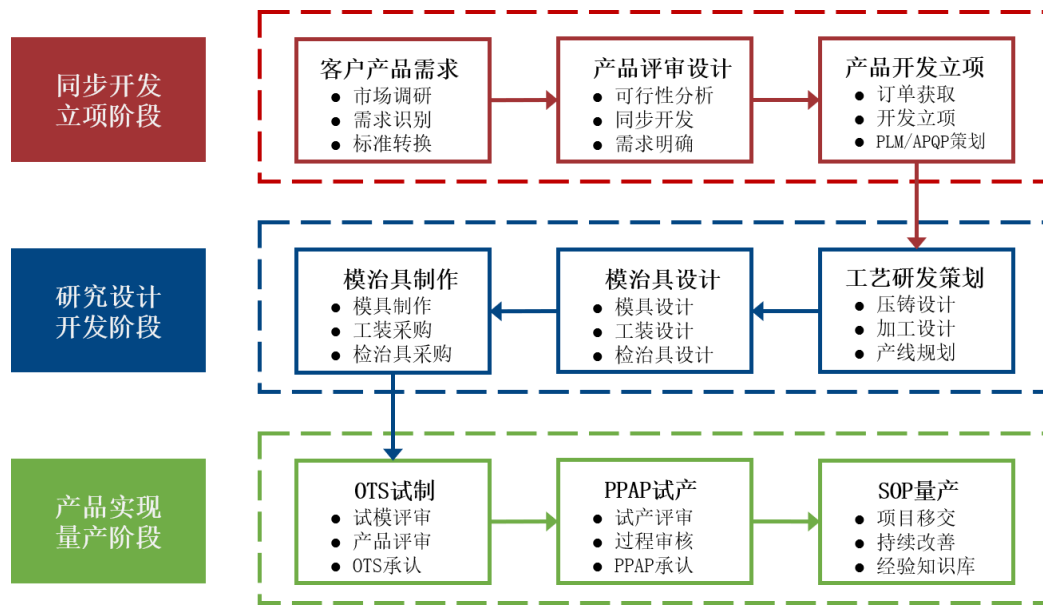 同步开发
立项阶段
客户产品需求
● 市场调研
● 需求识别
● 标准转换
产品评审设计
● 可行性分析
● 同步开发
● 需求明确
产品开发立项
● 订单获取
● 开发立项
● PLM/APQP策划
研究设计
开发阶段
模治具制作
● 模具制作
● 工装采购
● 检治具采购
模治具设计
● 模具设计
● 工装设计
● 检治具设计
工艺研发策划
● 压铸设计
● 加工设计
● 产线规划
产品实现
量产阶段
OTS试制
● 试模评审
● 产品评审
● OTS承认
PPAP试产
● 试产评审
● 过程审核
● PPAP承认
SOP量产
● 项目移交
● 持续改善
● 经验知识库